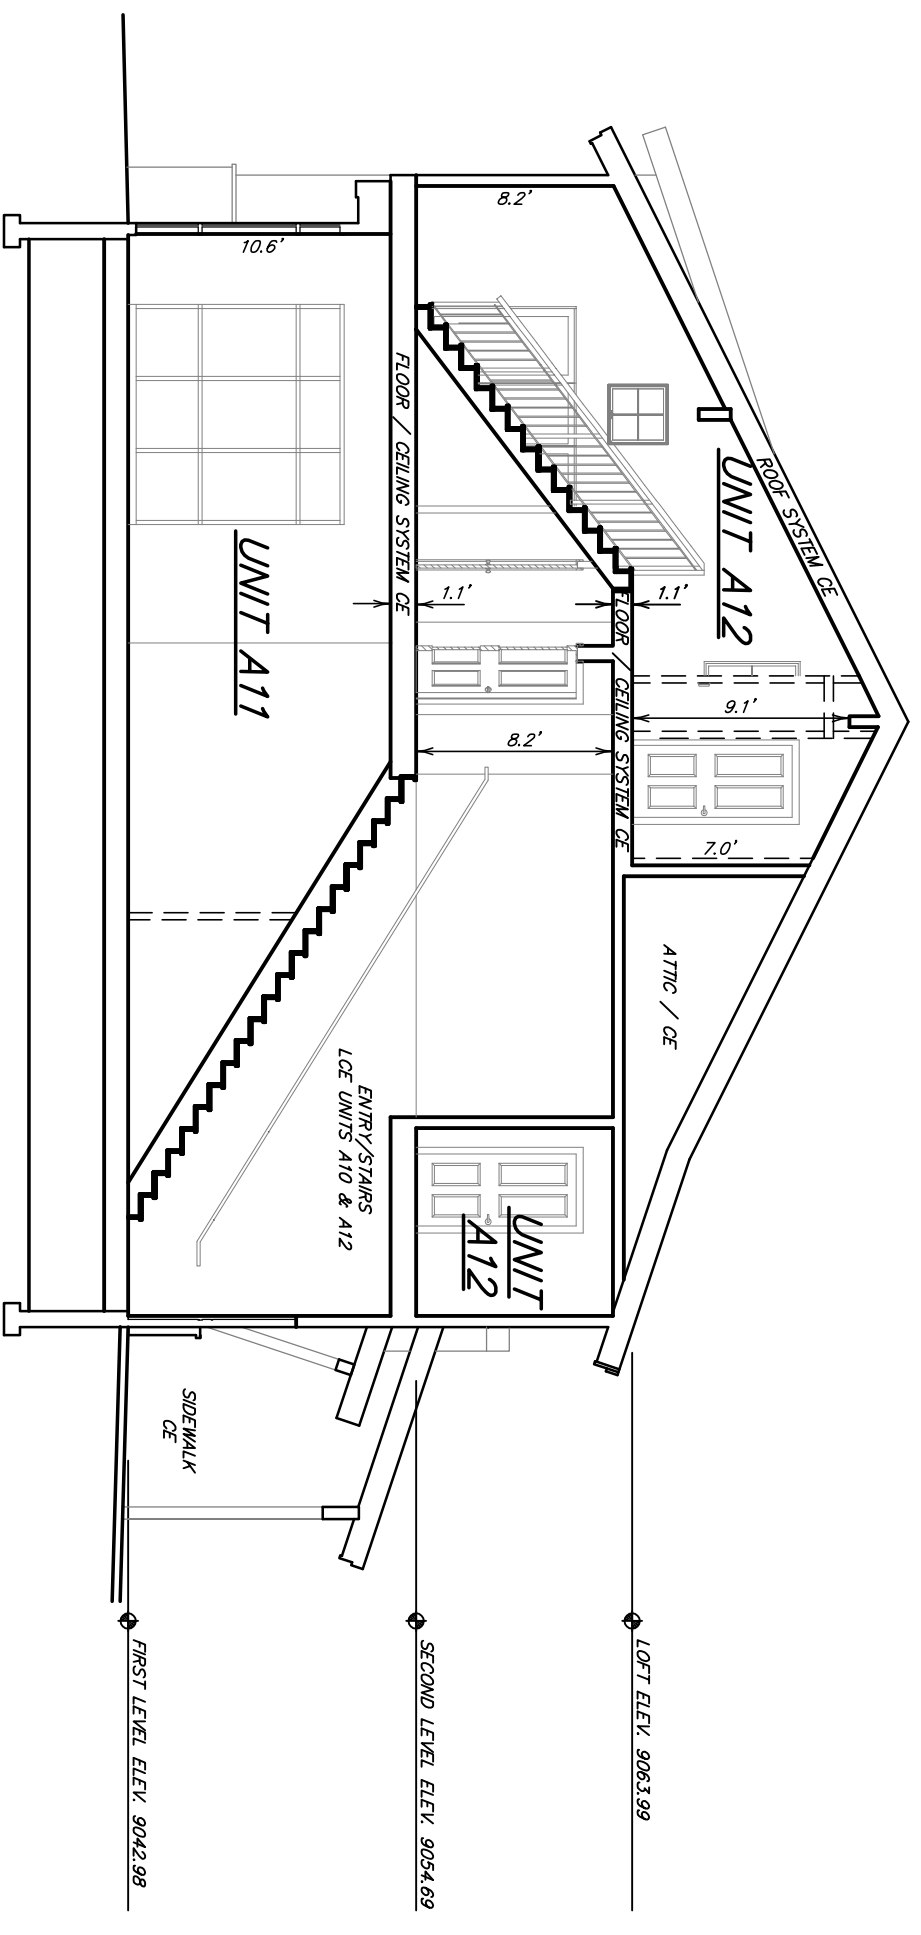 ROOF SYSTEM CE
UNIT A12
9.1'
7.0'
ATTIC / CE
LOFT ELEV. 9063.99
1.1'
FLOOR / CEILING SYSTEM CE
8.2'
8.2'
UNIT
A12
1.1'
SECOND LEVEL ELEV. 9054.69
FLOOR / CEILING SYSTEM CE
ENTRY/STAIRS
LCE UNITS A10 & A12
10.6'
UNIT A11
SIDEWALK
CE
FIRST LEVEL ELEV. 9042.98